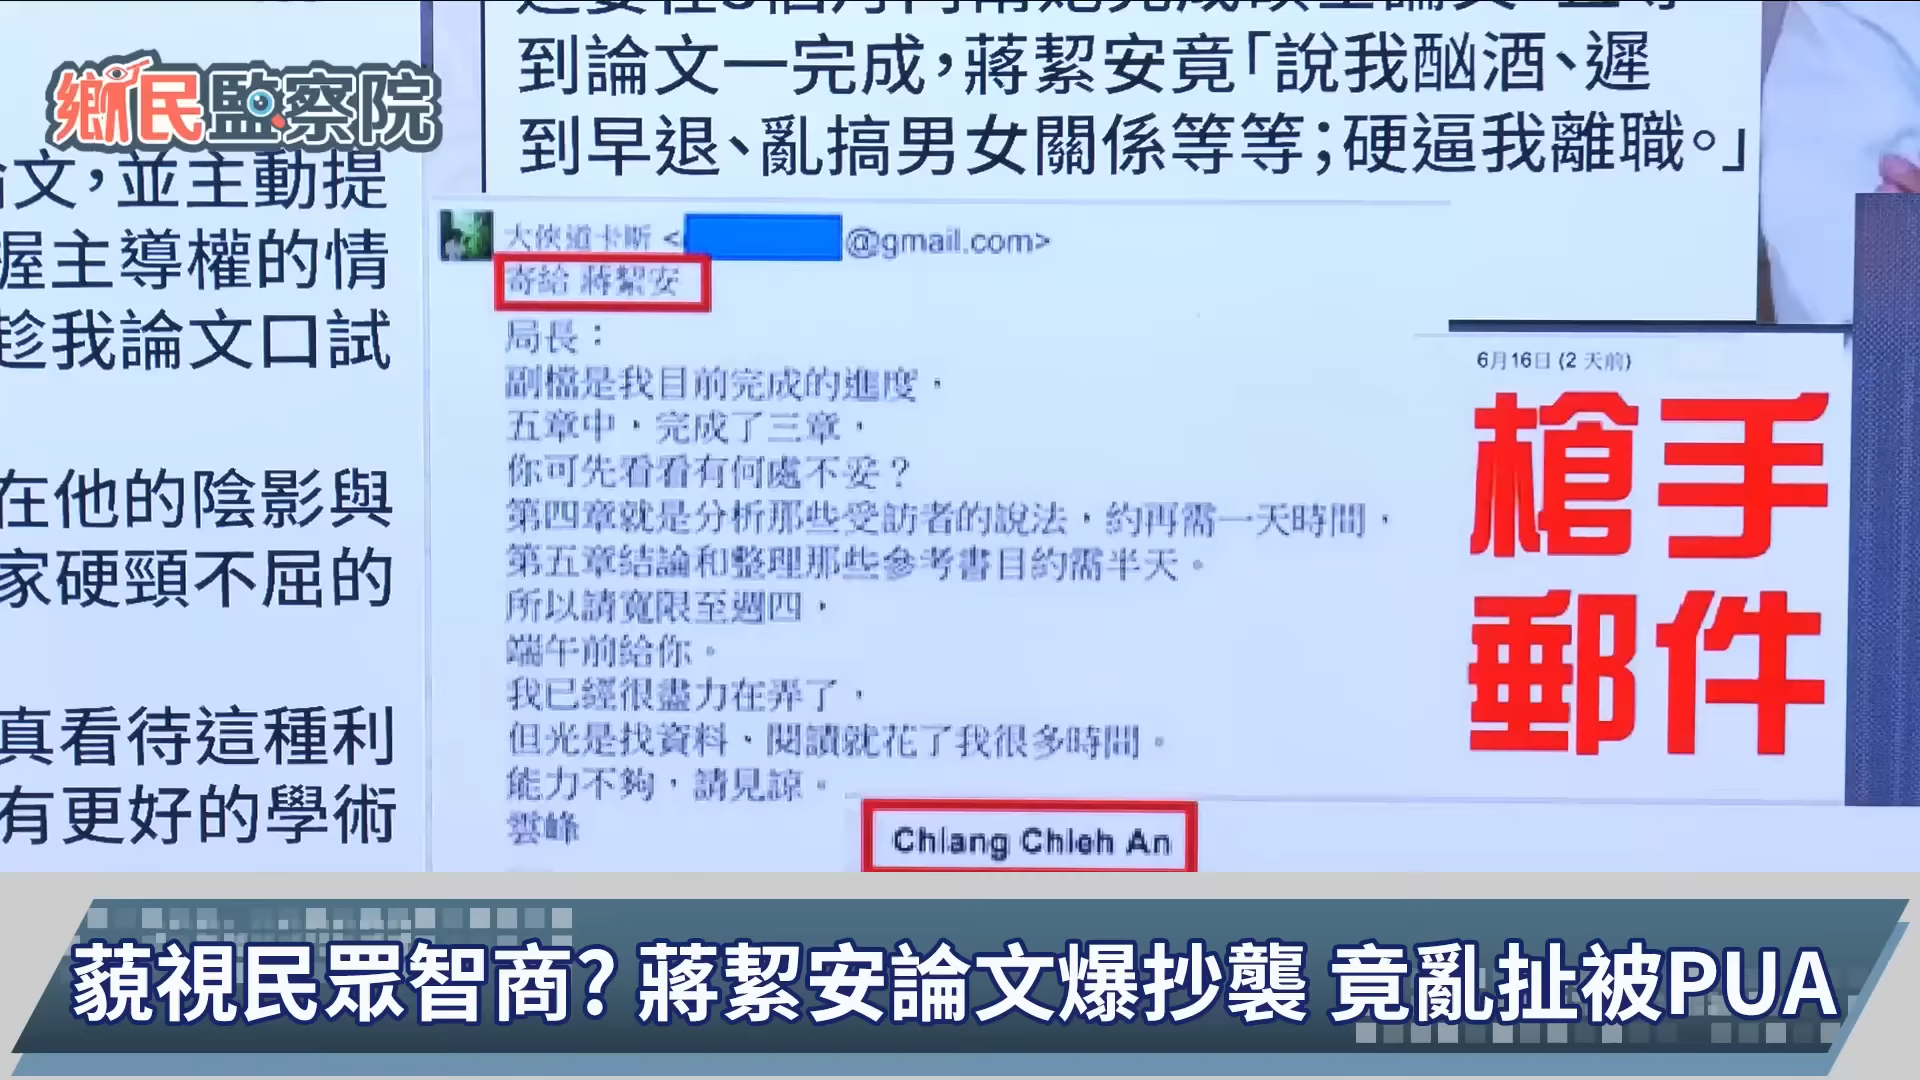 鄉民監察院
到論文一完成，蔣絜安竟「說我酗酒、遲
到早退、亂搞男女關係等等；硬逼我離職。」
文，並主動提
握主導權的情
趁我論文口試
在他的陰影與
家硬頸不屈的
真看待這種利
有更好的學術
大俠道卡斯 <
@gmail.com>
寄給 蔣絜安
局長：
副檔是我目前完成的進度，
五章中，完成了三章，
你可先看看有何處不妥？
第四章就是分析那些受訪者的說法，約再需一天時間，
第五章結論和整理那些參考書目約需半天。
所以請寬限至週四，
端午前給你。
我已經很盡力在弄了，
但光是找資料、閱讀就花了我很多時間。
能力不夠，請見諒。
雲峰
6月16日 (2 天前)
槍手
郵件
Chiang Chieh An
藐視民眾智商? 蔣絜安論文爆抄襲 竟亂扯被PUA